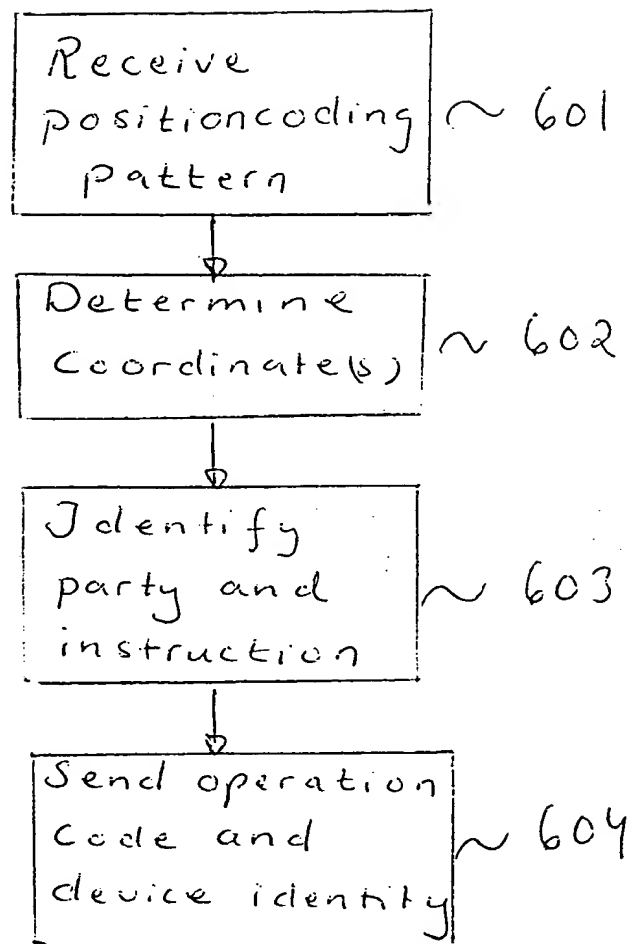 Receive
positioncoding ~ 601
pattern
Determine
Coordinate(s) ~ 602
Identify
party and ~ 603
instruction
Send operation
Code and ~ 604
device identity